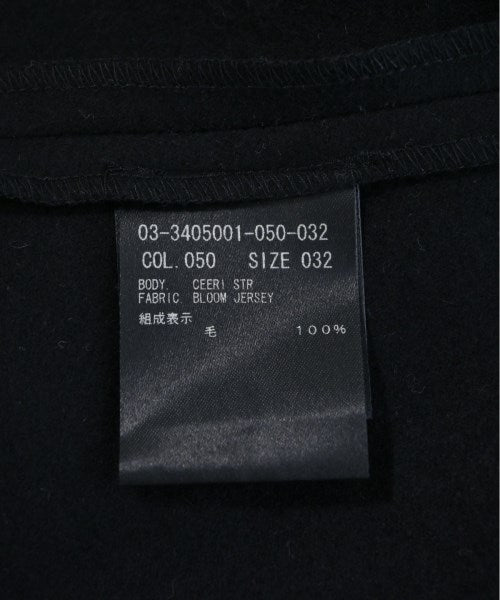 03-3405001-050-032
COL.050 SIZE 032
BODY. CEERI STR
FABRIC. BLOOM JERSEY
組成表示
毛 100%